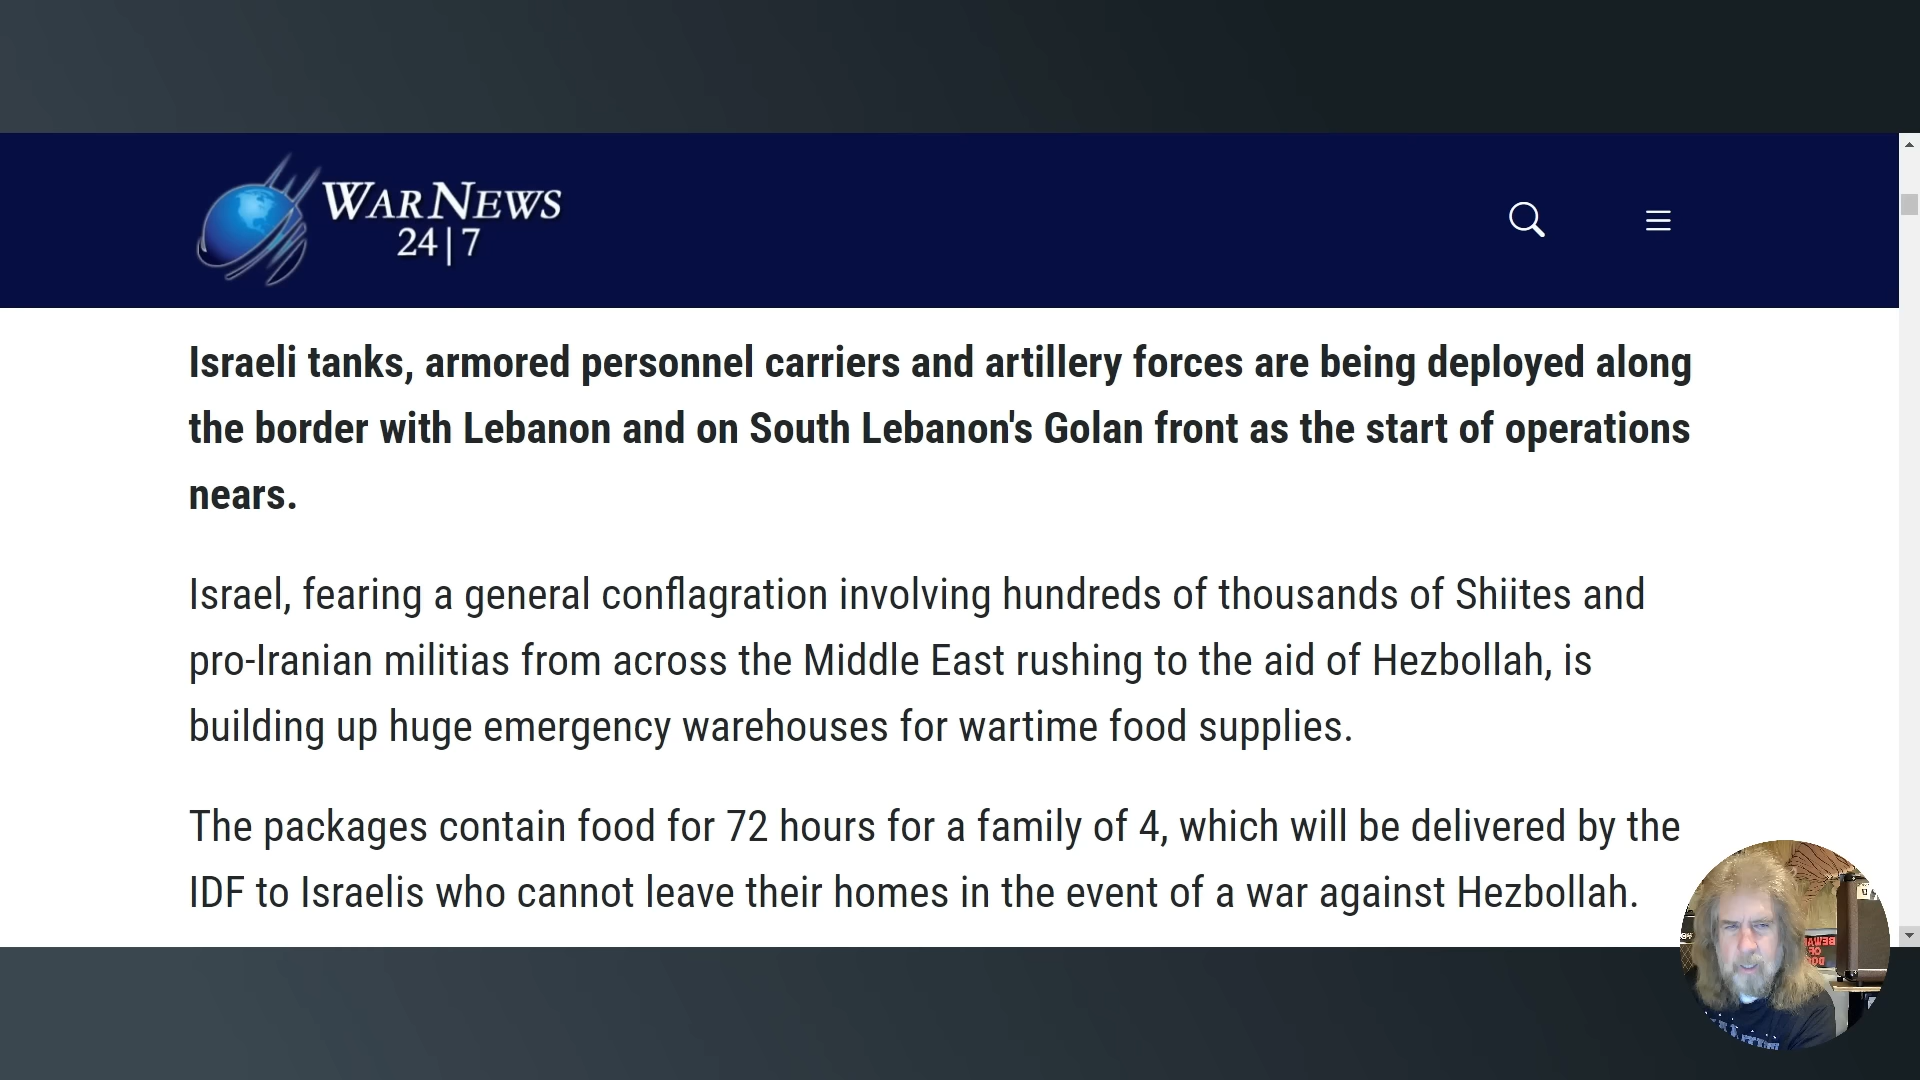 WAR NEWS
24|7
Israeli tanks, armored personnel carriers and artillery forces are being deployed along
the border with Lebanon and on South Lebanon's Golan front as the start of operations
nears.
Israel, fearing a general conflagration involving hundreds of thousands of Shiites and
pro-Iranian militias from across the Middle East rushing to the aid of Hezbollah, is
building up huge emergency warehouses for wartime food supplies.
The packages contain food for 72 hours for a family of 4, which will be delivered by the
IDF to Israelis who cannot leave their homes in the event of a war against Hezbollah.
BEWARE
OF
DOG